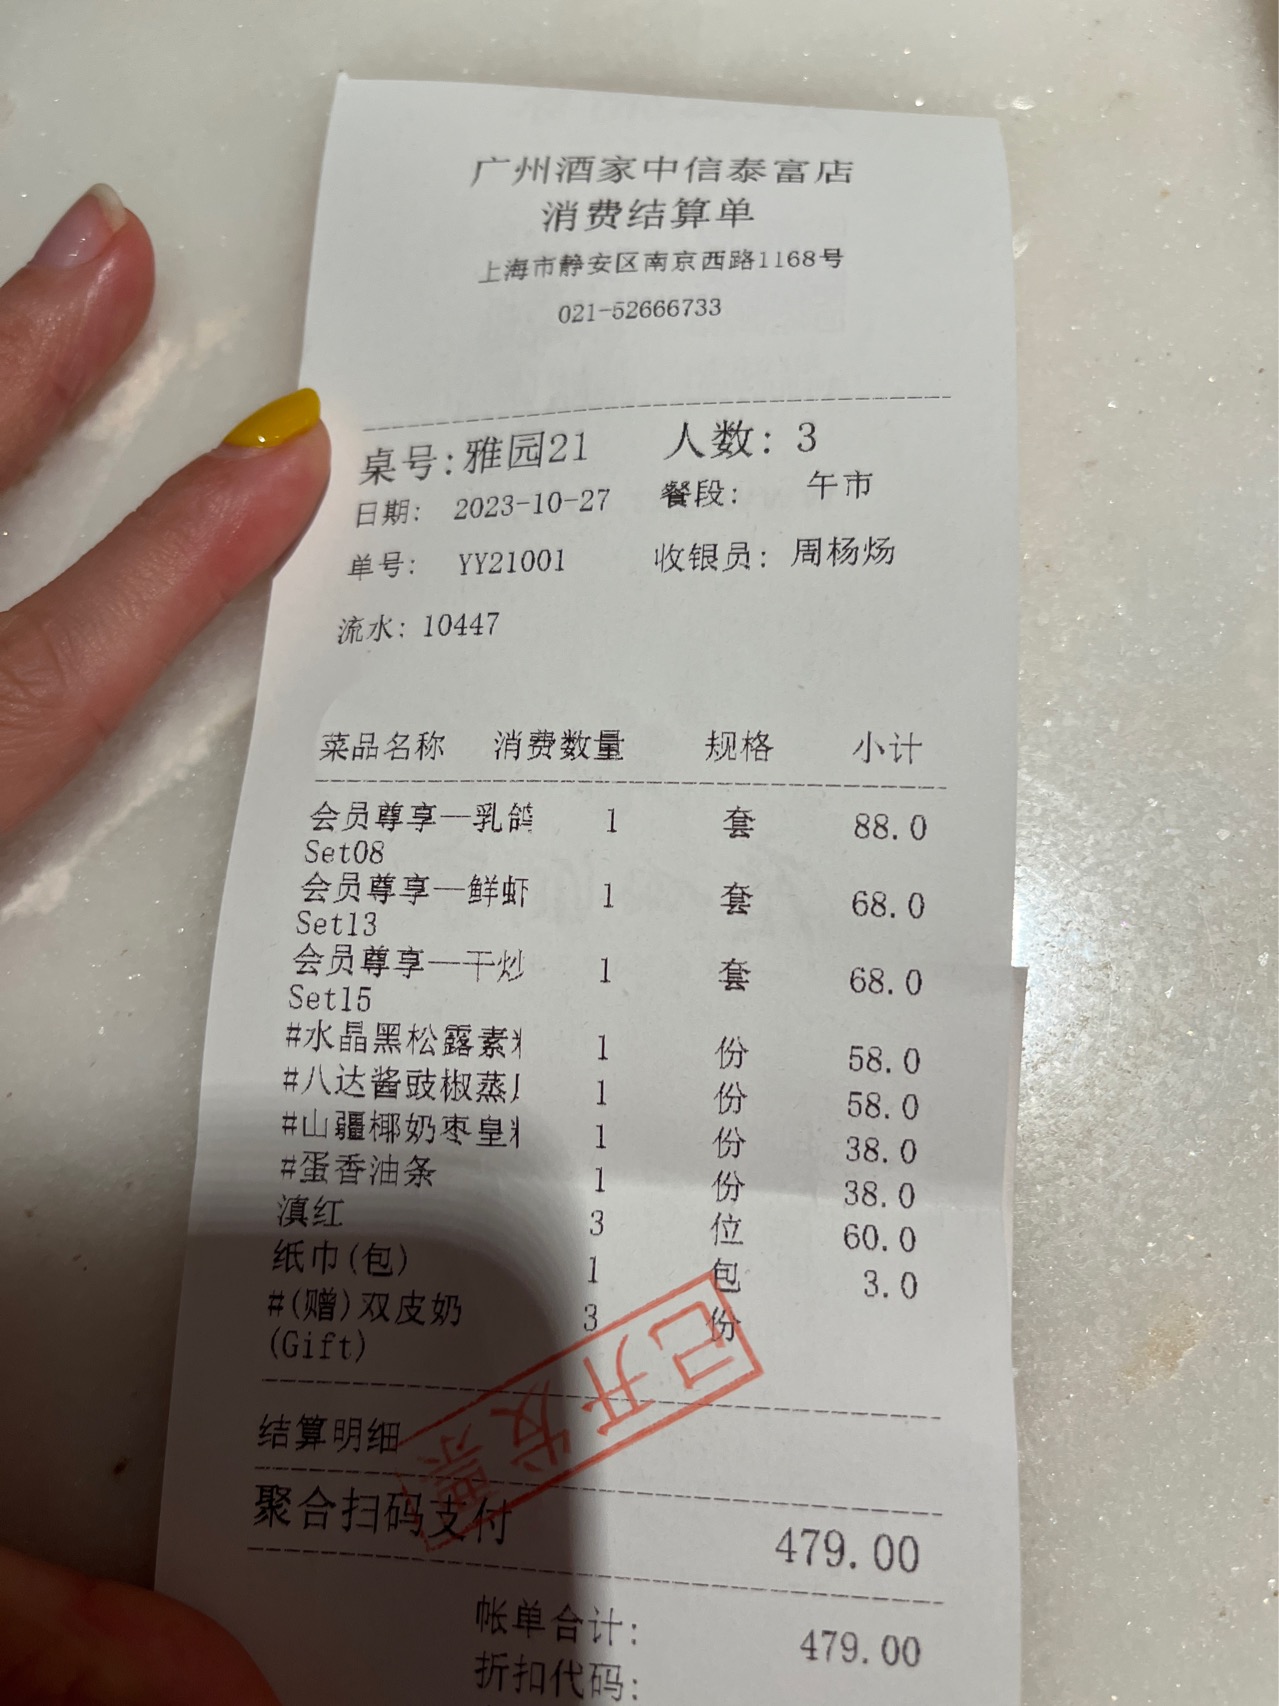 广州酒家中信泰富店
消费结算单
上海市静安区南京西路1168号
021-52666733
桌号:雅园21 人数: 3
日期: 2023-10-27 餐段: 午市
单号: YY21001 收银员: 周杨炀
流水: 10447
菜品名称 消费数量 规格 小计
会员尊享—乳鸽 1 套 88.0
Set08
会员尊享—鲜虾 1 套 68.0
Set13
会员尊享—干炒 1 套 68.0
Set15
#水晶黑松露素 1 份 58.0
#八达酱豉椒蒸 1 份 58.0
#山疆椰奶枣皇 1 份 38.0
#蛋香油条 1 份 38.0
滇红 3 位 60.0
纸巾(包) 1 包 3.0
#(赠)双皮奶 3 份
(Gift)
已开发票
结算明细
聚合扫码支付 479.00
帐单合计: 479.00
折扣代码: